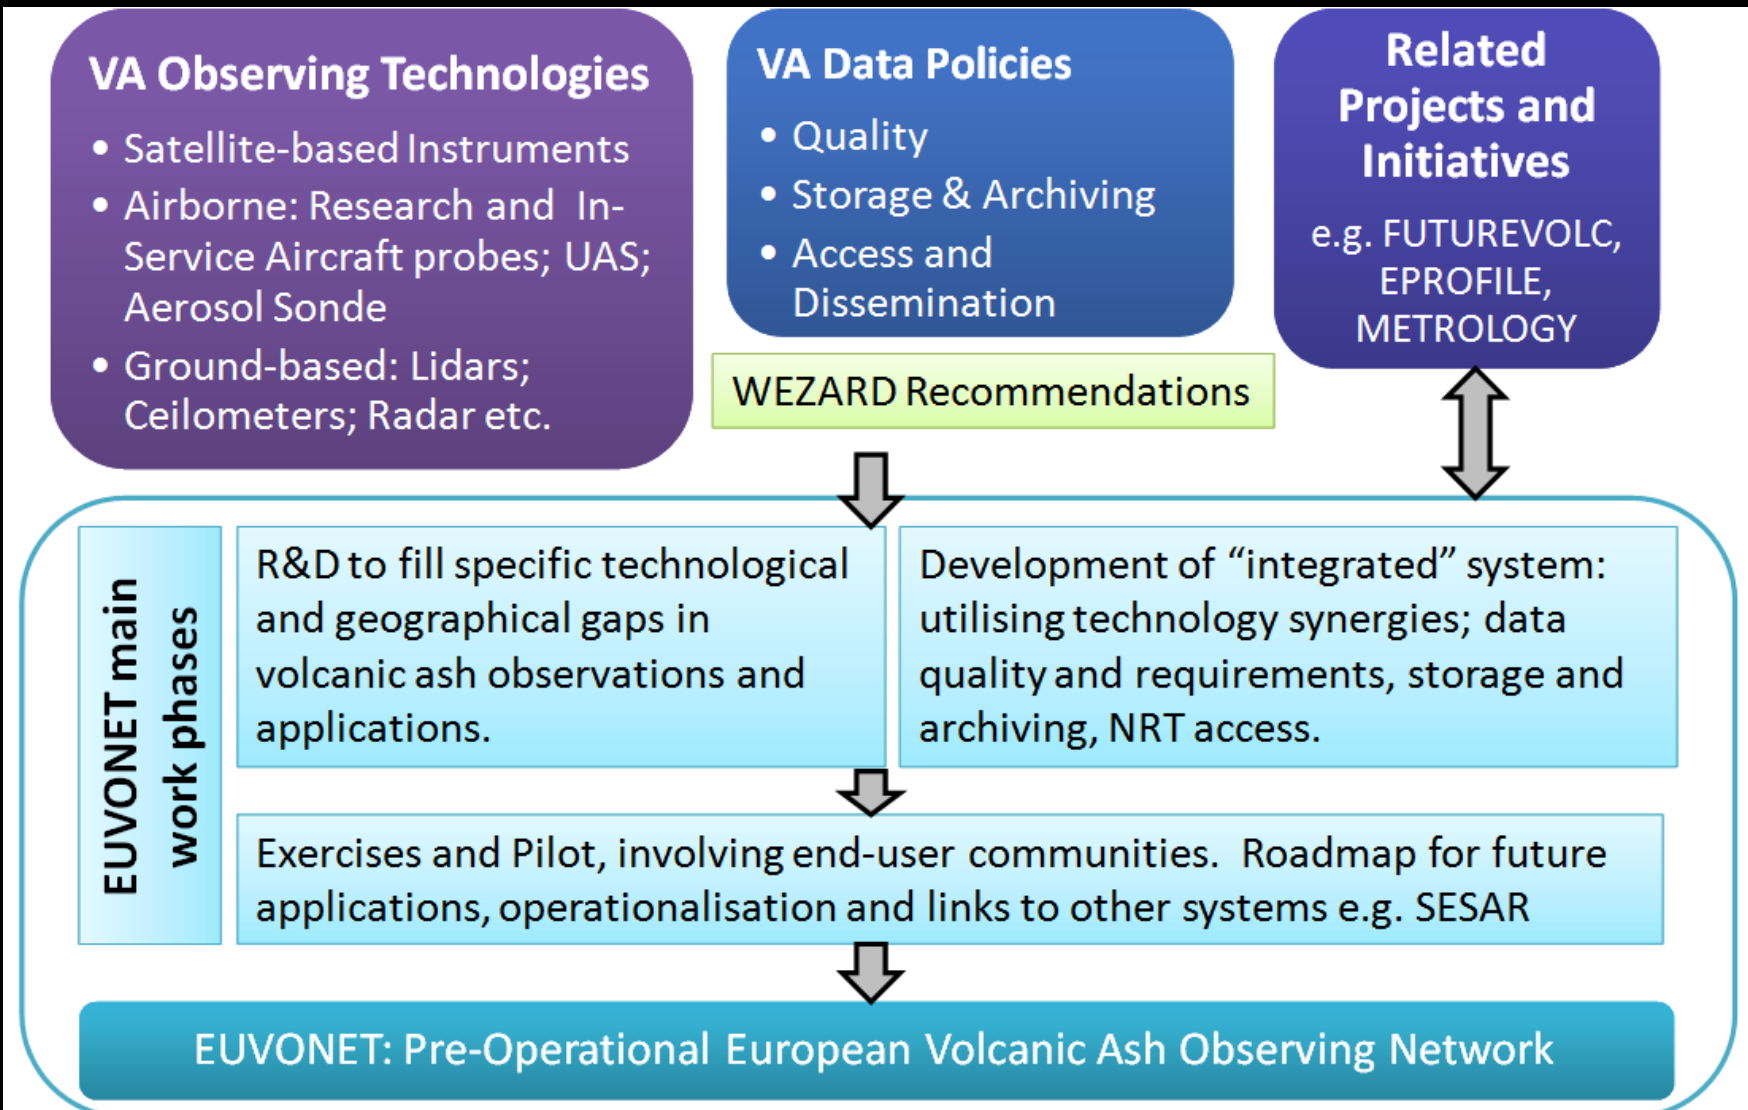 VA Observing Technologies
• Satellite-based Instruments
• Airborne: Research and In-
Service Aircraft probes; UAS;
Aerosol Sonde
• Ground-based: Lidars;
Ceilometers; Radar etc.
VA Data Policies
• Quality
• Storage & Archiving
• Access and
Dissemination
Related
Projects and
Initiatives
e.g. FUTUREVOLC,
EPROFILE,
METROLOGY
WEZARD Recommendations
EUVONET main
work phases
R&D to fill specific technological
and geographical gaps in
volcanic ash observations and
applications.
Development of “integrated” system:
utilising technology synergies; data
quality and requirements, storage and
archiving, NRT access.
Exercises and Pilot, involving end-user communities. Roadmap for future
applications, operationalisation and links to other systems e.g. SESAR
EUVONET: Pre-Operational European Volcanic Ash Observing Network